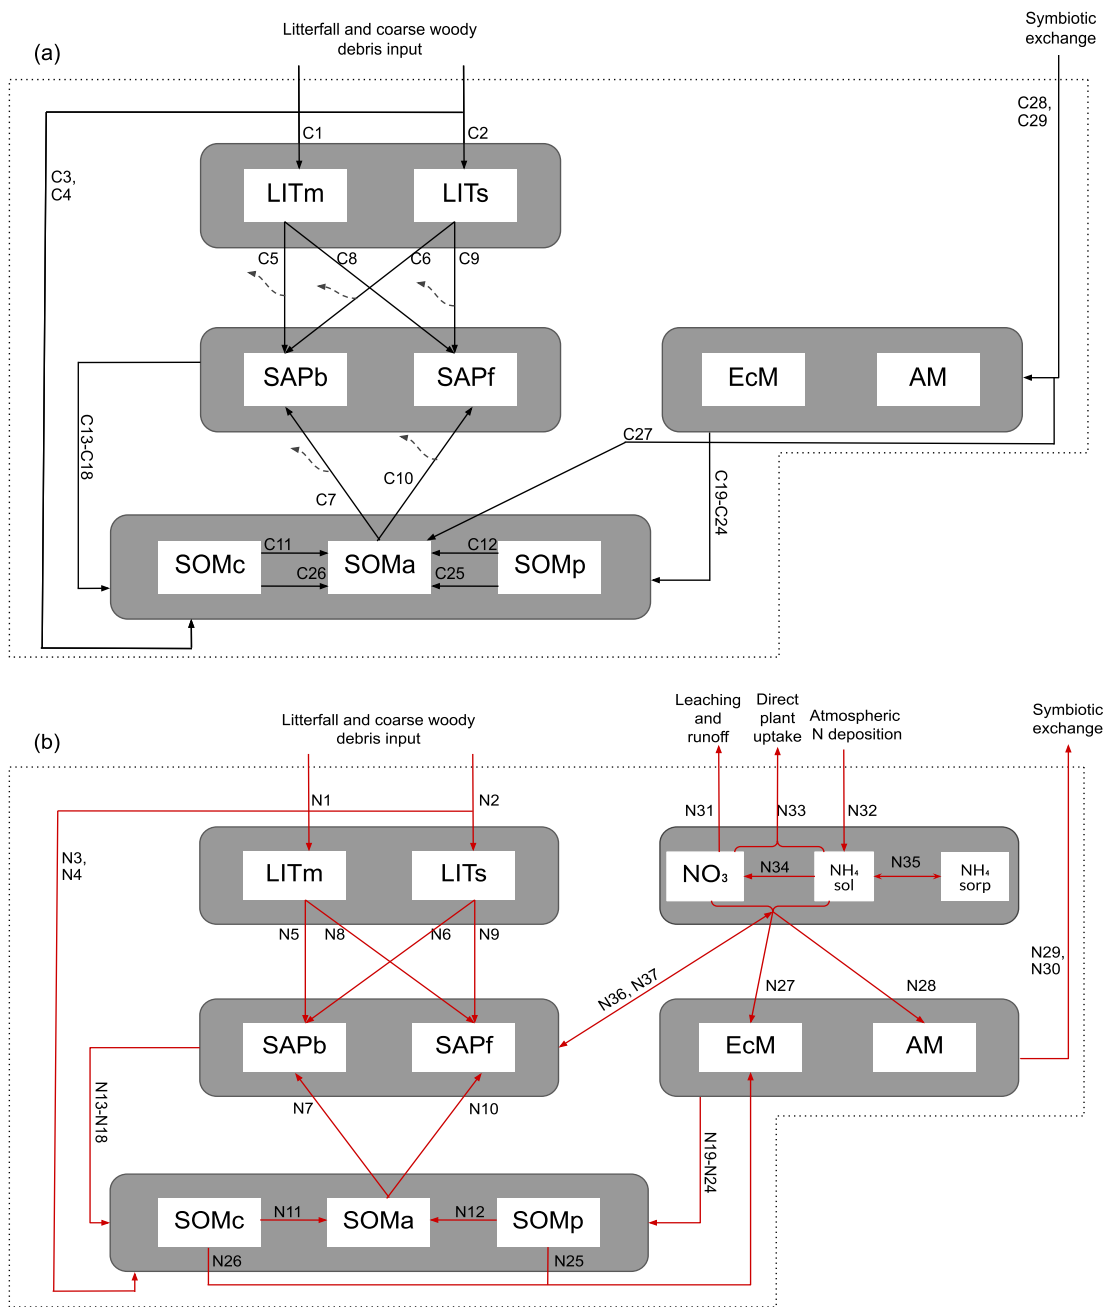 (a)
Litterfall and coarse woody
debris input
Symbiotic
exchange
C28,
C29
C1
C2
C3,
C4
LITm
LITs
C5
C8
C6
C9
SAPb
SAPf
EcM
AM
C13-C18
C27
C7
C10
C19-C24
SOMc
C11
C26
SOMa
C12
C25
SOMp
(b)
Litterfall and coarse woody
debris input
Leaching
and
runoff
Direct
plant
uptake
Atmospheric
N deposition
Symbiotic
exchange
N1
N2
N31
N33
N32
N3,
N4
LITm
LITs
NO₃
N34
NH₄
sol
N35
NH₄
sorp
N5
N8
N6
N9
N36, N37
N27
N28
N29,
N30
SAPb
SAPf
EcM
AM
N13-N18
N7
N10
N19-N24
SOMc
N11
SOMa
N12
SOMp
N26
N25